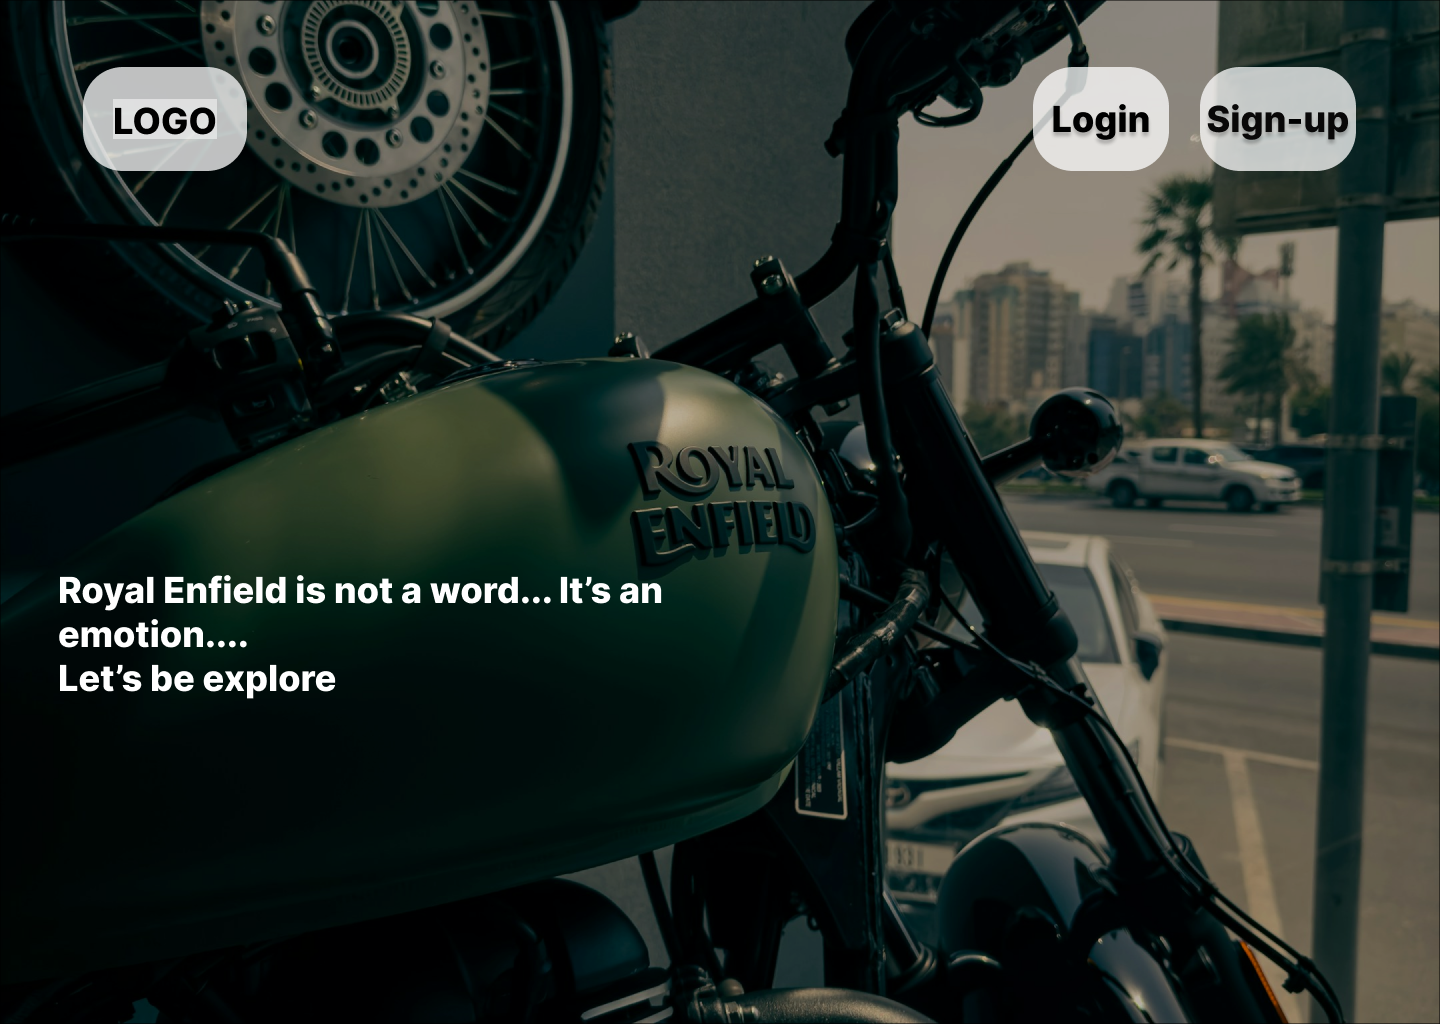 LOGO
Login
Sign-up
ROYAL
ENFIELD
Royal Enfield is not a word... It’s an
emotion....
Let’s be explore